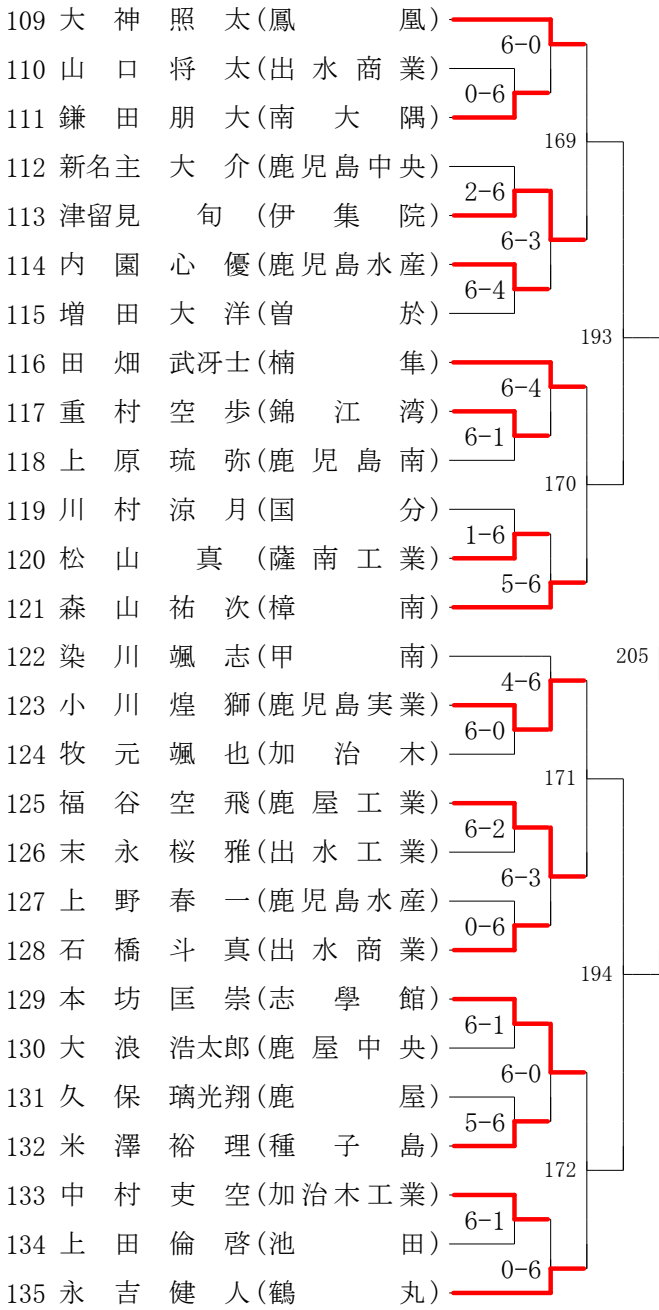 109 大神照太(鳳凰)
6-0
110 山口将太(出水商業)
0-6
111 鎌田朋大(南大隅)
169
112 新名主大介(鹿児島中央)
2-6
113 津留見旬(伊集院)
6-3
114 内園心優(鹿児島水産)
6-4
115 増田大洋(曽於)
193
116 田畑武冴士(楠隼)
6-4
117 重村空歩(錦江湾)
6-1
118 上原琉弥(鹿児島南)
170
119 川村涼月(国分)
1-6
120 松山真(薩南工業)
5-6
121 森山祐次(樟南)
122 染川颯志(甲南)
205
4-6
123 小川煌獅(鹿児島実業)
6-0
124 牧元颯也(加治木)
171
125 福谷空飛(鹿屋工業)
6-2
126 末永桜雅(出水工業)
6-3
127 上野春一(鹿児島水産)
0-6
128 石橋斗真(出水商業)
194
129 本坊匡崇(志學館)
6-1
130 大浪浩太郎(鹿屋中央)
6-0
131 久保璃光翔(鹿屋)
5-6
132 米澤裕理(種子島)
172
133 中村吏空(加治木工業)
6-1
134 上田倫啓(池田)
0-6
135 永吉健人(鶴丸)